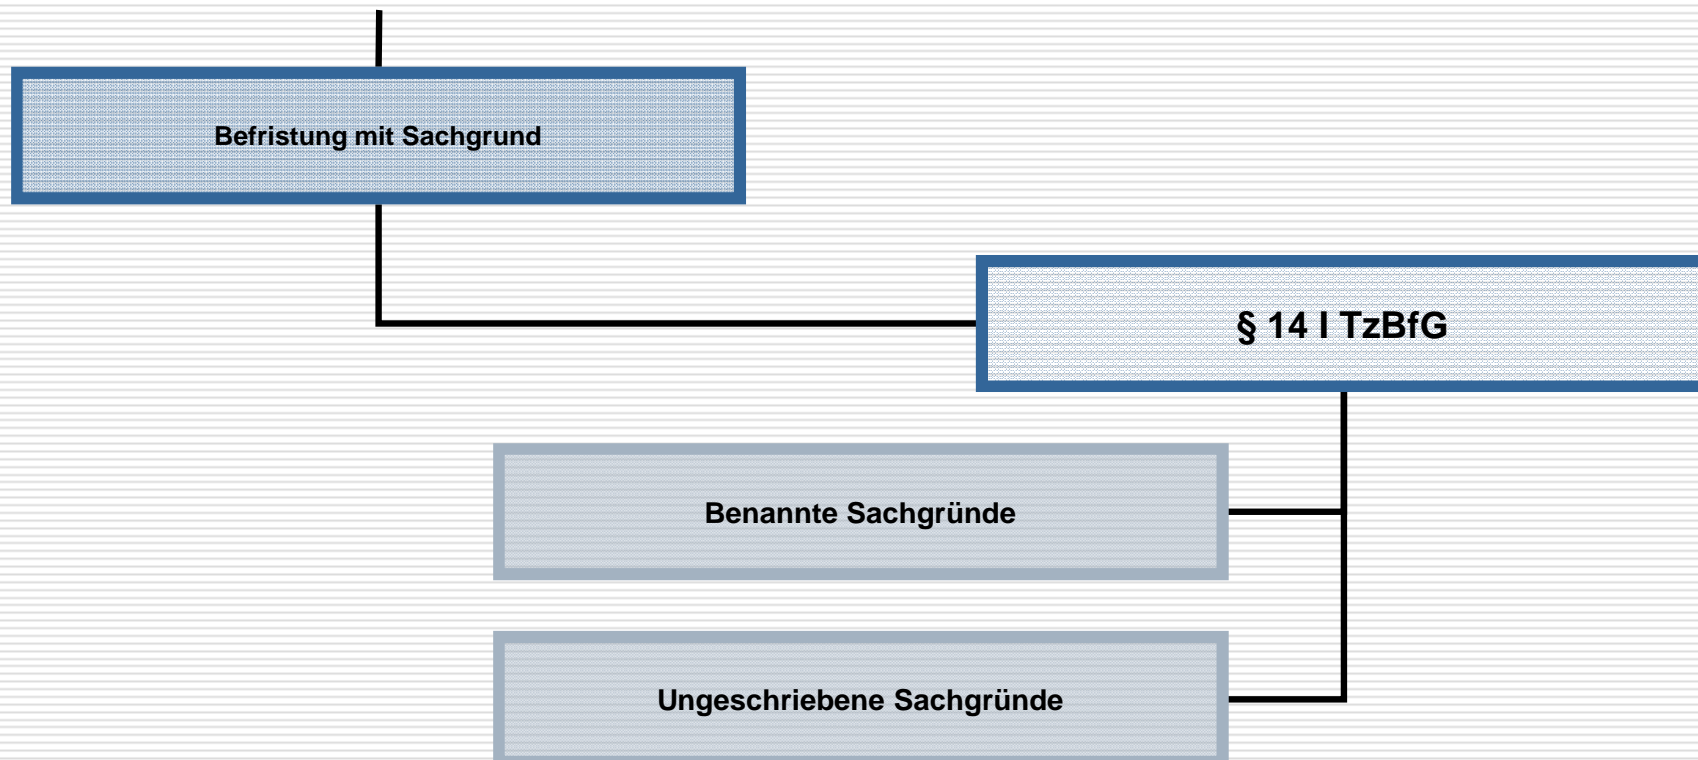 Befristung mit Sachgrund
§ 14 I TzBfG
Benannte Sachgründe
Ungeschriebene Sachgründe